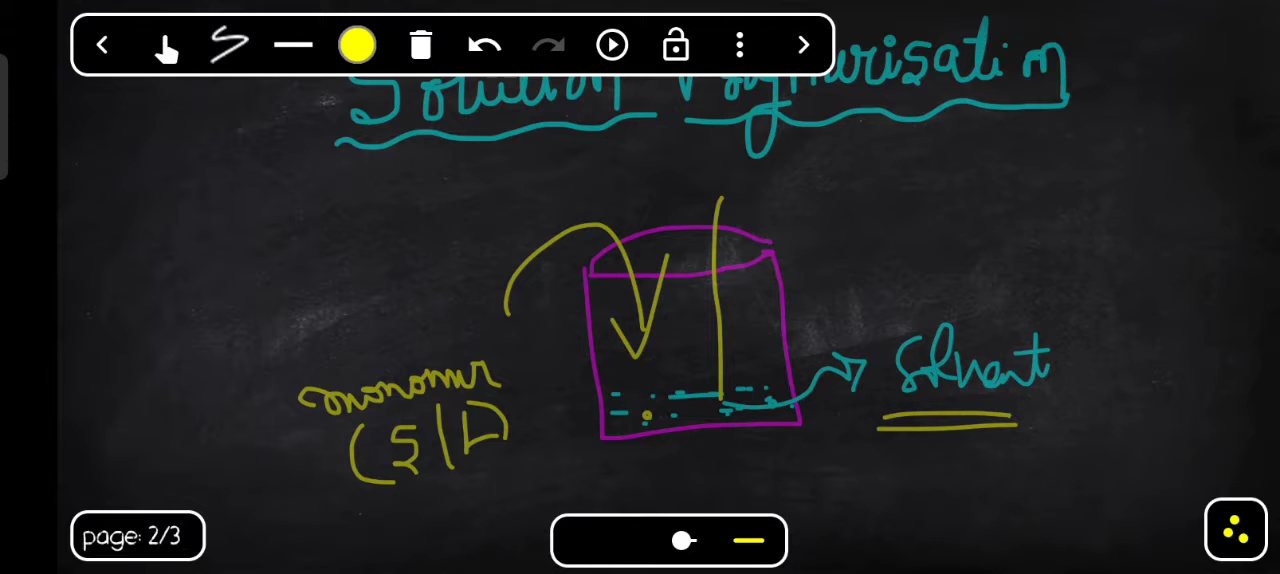 Solution Polymerisation
Solvent
monomer
(S/L)
page: 2/3